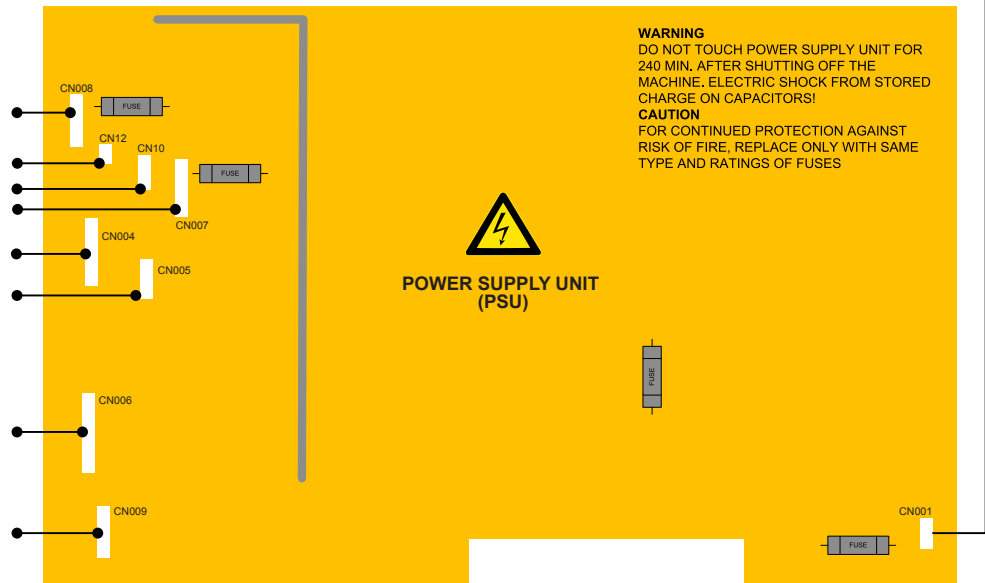 WARNING
DO NOT TOUCH POWER SUPPLY UNIT FOR
240 MIN. AFTER SHUTTING OFF THE
MACHINE. ELECTRIC SHOCK FROM STORED
CHARGE ON CAPACITORS!
CAUTION
FOR CONTINUED PROTECTION AGAINST
RISK OF FIRE, REPLACE ONLY WITH SAME
TYPE AND RATINGS OF FUSES
CN008
FUSE
CN12
CN10
FUSE
CN007
CN004
CN005
POWER SUPPLY UNIT
(PSU)
FUSE
CN006
CN009
CN001
FUSE